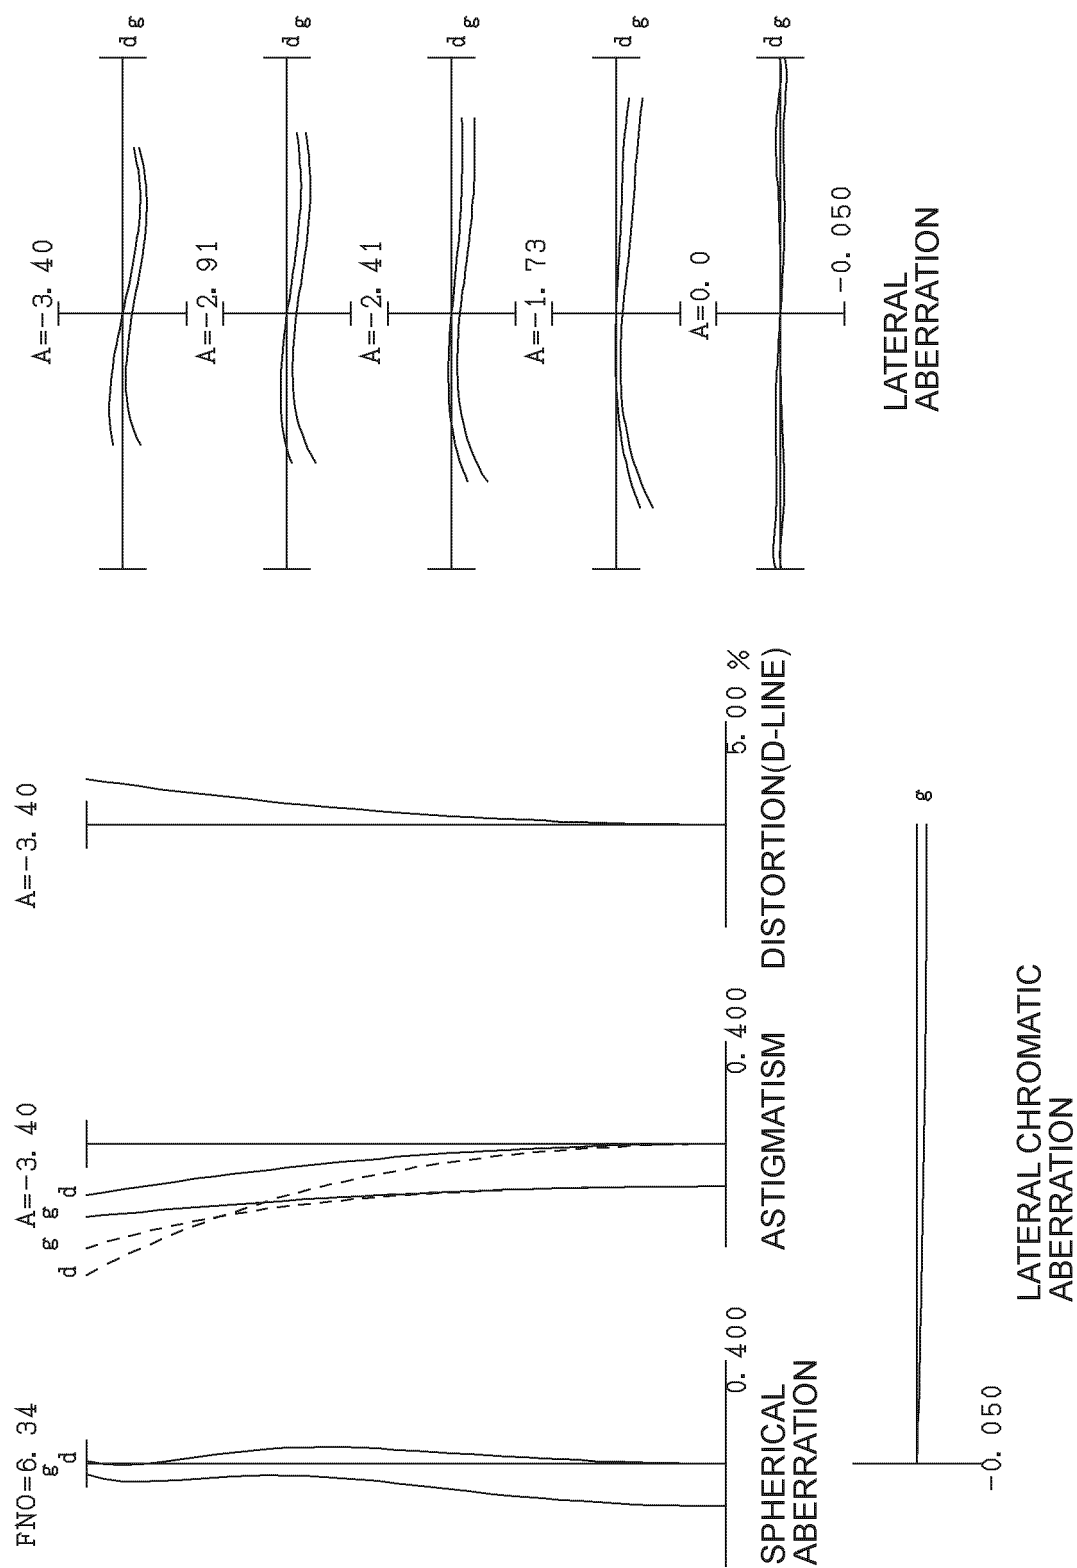 FNO=6. 34
g
d
0. 400
SPHERICAL
ABERRATION
A=-3. 40
d
g
g
d
0. 400
ASTIGMATISM
A=-3. 40
5. 00 %
DISTORTION(D-LINE)
A=-3. 40
d
g
A=-2. 91
d
g
A=-2. 41
d
g
A=-1. 73
d
g
A=0. 0
d
g
-0. 050
LATERAL
ABERRATION
g
-0. 050
LATERAL CHROMATIC
ABERRATION